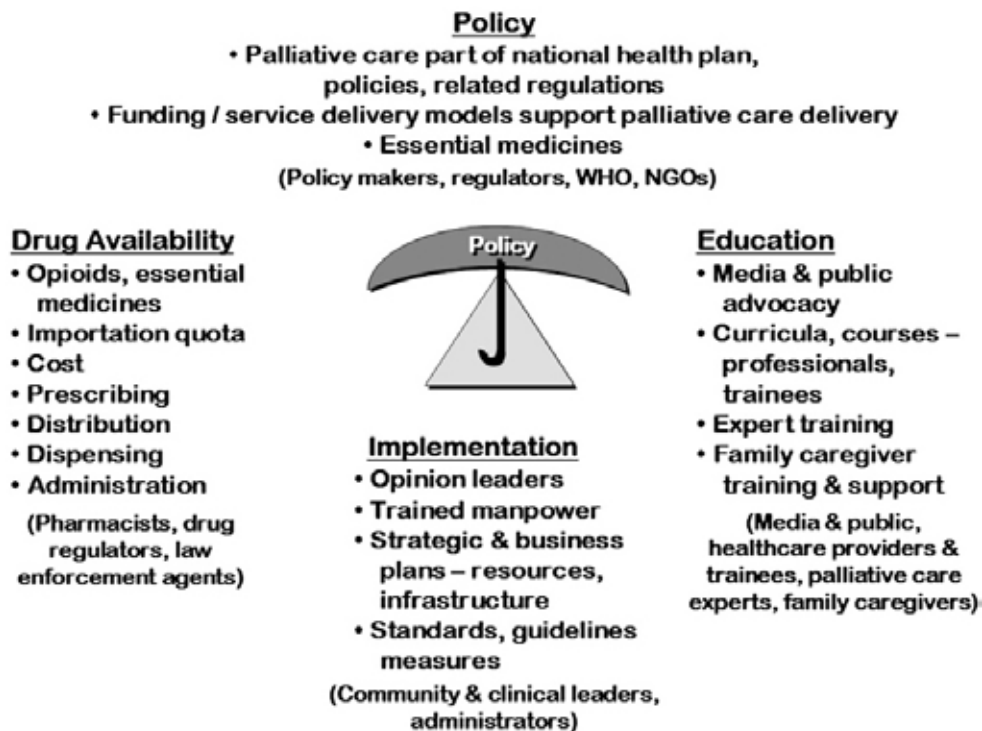 Policy
• Palliative care part of national health plan,
policies, related regulations
• Funding / service delivery models support palliative care delivery
• Essential medicines
(Policy makers, regulators, WHO, NGOs)
Drug Availability
• Opioids, essential
medicines
• Importation quota
• Cost
• Prescribing
• Distribution
• Dispensing
• Administration
(Pharmacists, drug
regulators, law
enforcement agents)
Policy
Implementation
• Opinion leaders
• Trained manpower
• Strategic & business
plans – resources,
infrastructure
• Standards, guidelines
measures
(Community & clinical leaders,
administrators)
Education
• Media & public
advocacy
• Curricula, courses –
professionals,
trainees
• Expert training
• Family caregiver
training & support
(Media & public,
healthcare providers &
trainees, palliative care
experts, family caregivers)